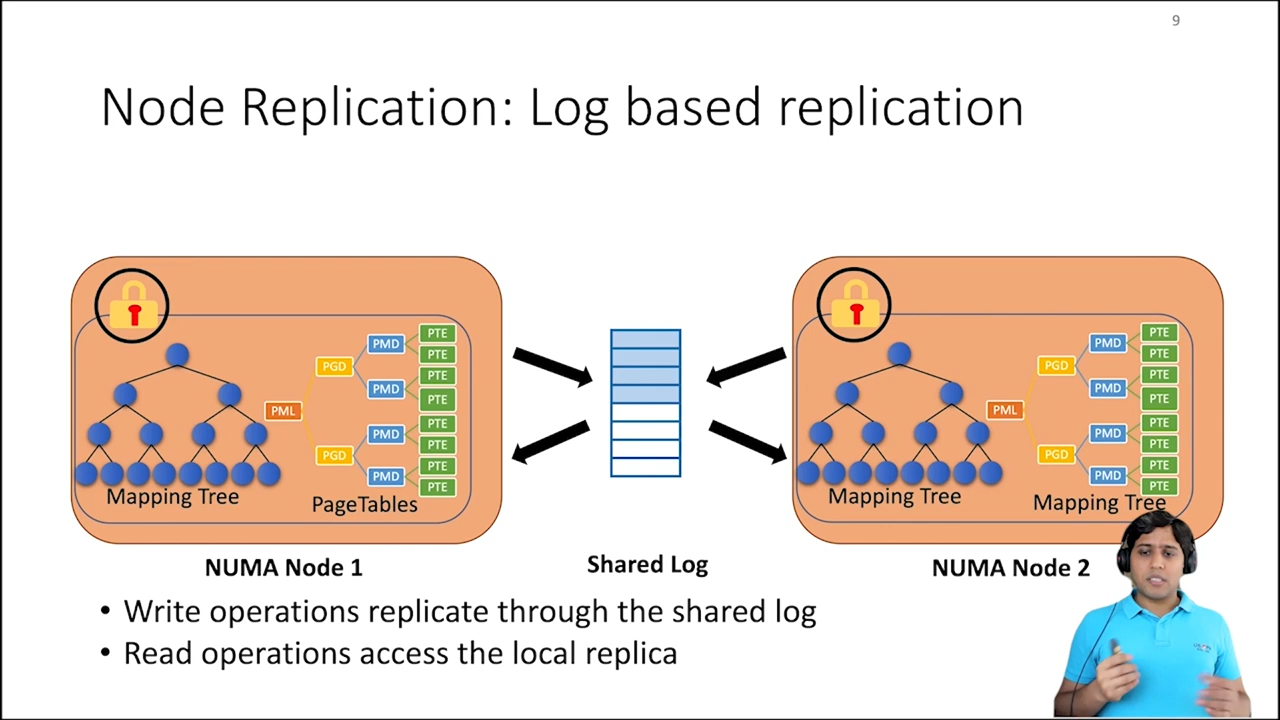 9
Node Replication: Log based replication
PML
PGD
PGD
PMD
PMD
PMD
PMD
PTE
PTE
PTE
PTE
PTE
PTE
PTE
PTE
Mapping Tree
PageTables
NUMA Node 1
Shared Log
PML
PGD
PGD
PMD
PMD
PMD
PMD
PTE
PTE
PTE
PTE
PTE
PTE
PTE
PTE
Mapping Tree
Mapping Tree
NUMA Node 2
• Write operations replicate through the shared log
• Read operations access the local replica